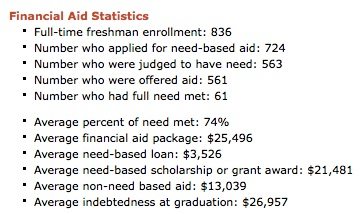 Financial Aid Statistics
Full-time freshman enrollment: 836
Number who applied for need-based aid: 724
Number who were judged to have need: 563
Number who were offered aid: 561
Number who had full need met: 61
Average percent of need met: 74%
Average financial aid package: $25,496
Average need-based loan: $3,526
Average need-based scholarship or grant award: $21,481
Average non-need based aid: $13,039
Average indebtedness at graduation: $26,957